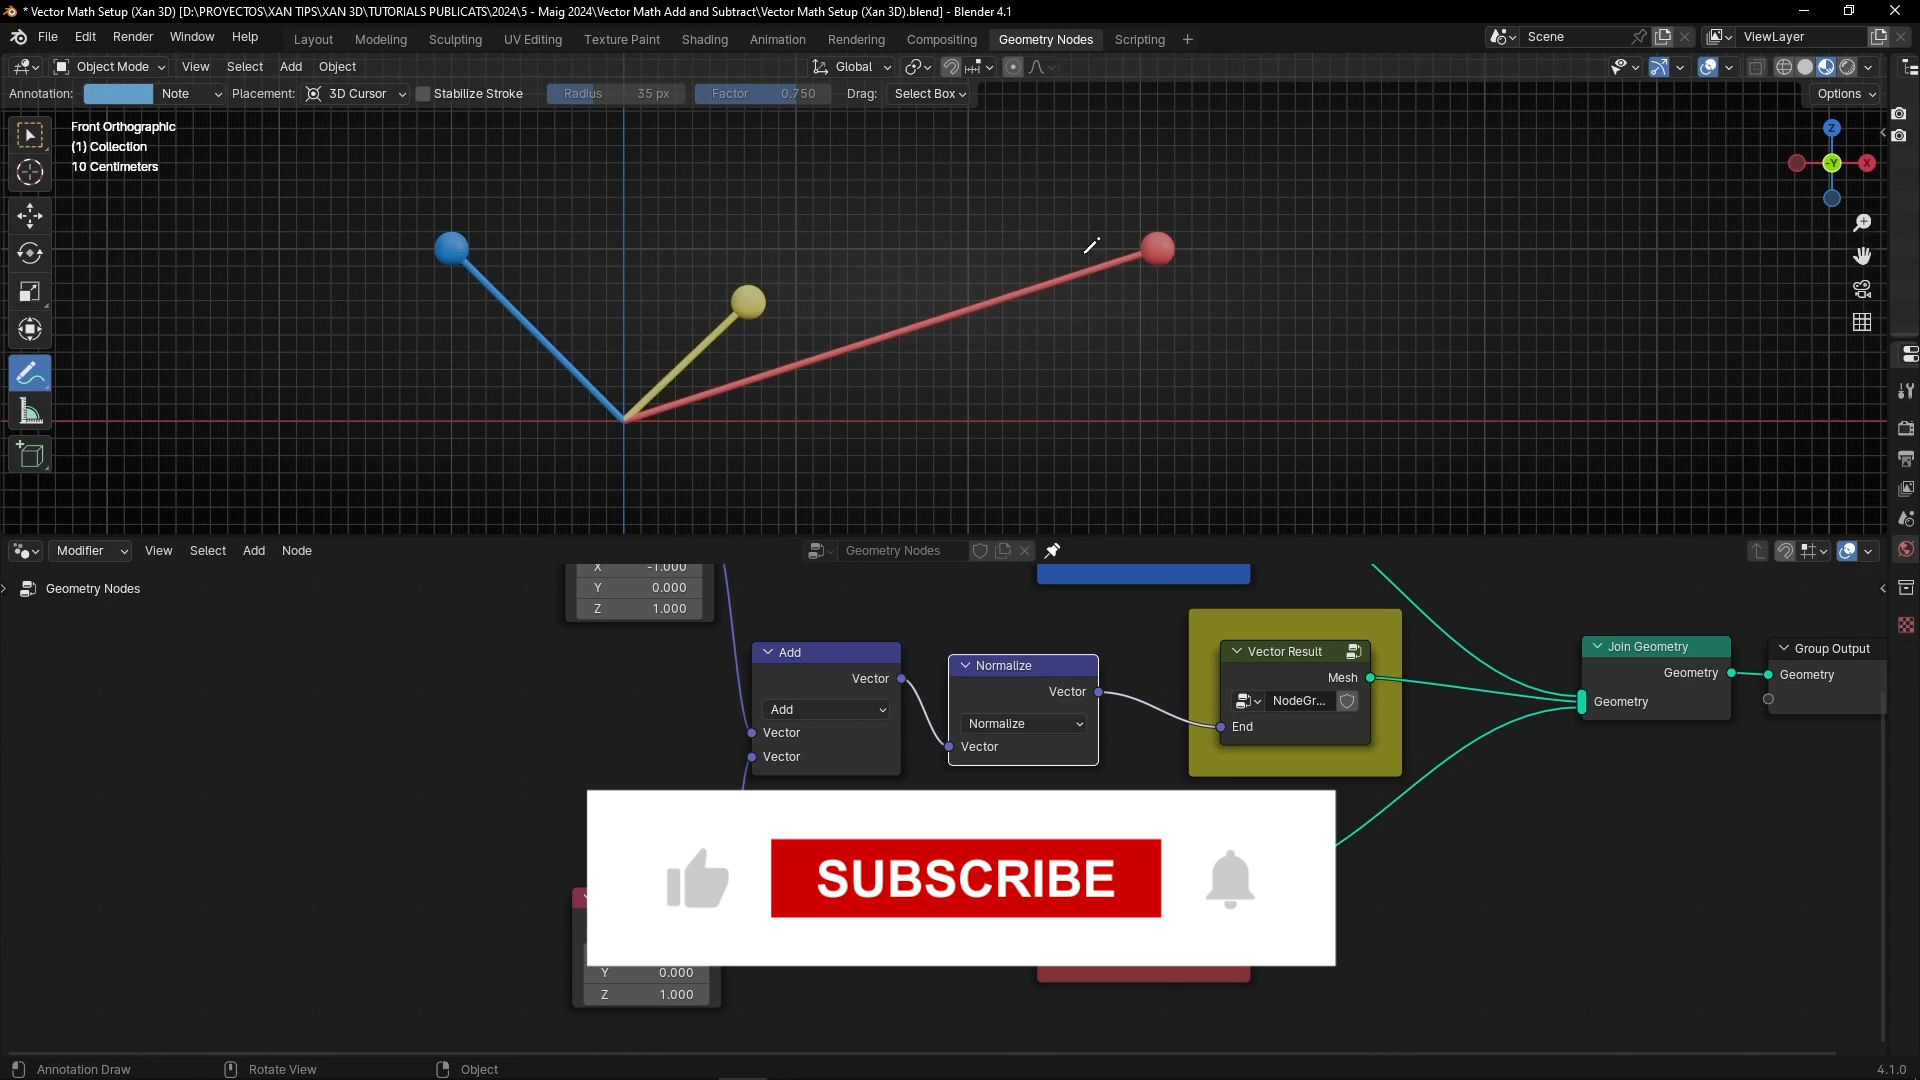 * Vector Math Setup (Xan 3D) [D:\PROYECTOS\XAN TIPS\XAN 3D\TUTORIALS PUBLICATS\2024\5 - Maig 2024\Vector Math Add and Subtract\Vector Math Setup (Xan 3D).blend] - Blender 4.1
File Edit Render Window Help Layout Modeling Sculpting UV Editing Texture Paint Shading Animation Rendering Compositing Geometry Nodes Scripting + Scene ViewLayer
Object Mode View Select Add Object Global
Annotation: Note Placement: 3D Cursor Stabilize Stroke Radius 35 px Factor 0.750 Drag: Select Box Options
Front Orthographic
(1) Collection
10 Centimeters
Z
-Y
X
Modifier View Select Add Node Geometry Nodes
Geometry Nodes
X -1.000
Y 0.000
Z 1.000
Add
Vector
Add
Vector
Vector
Normalize
Vector
Normalize
Vector
Vector Result
Mesh
NodeGr...
End
Join Geometry
Geometry
Geometry
Group Output
Geometry
SUBSCRIBE
Y 0.000
Z 1.000
Annotation Draw Rotate View Object 4.1.0